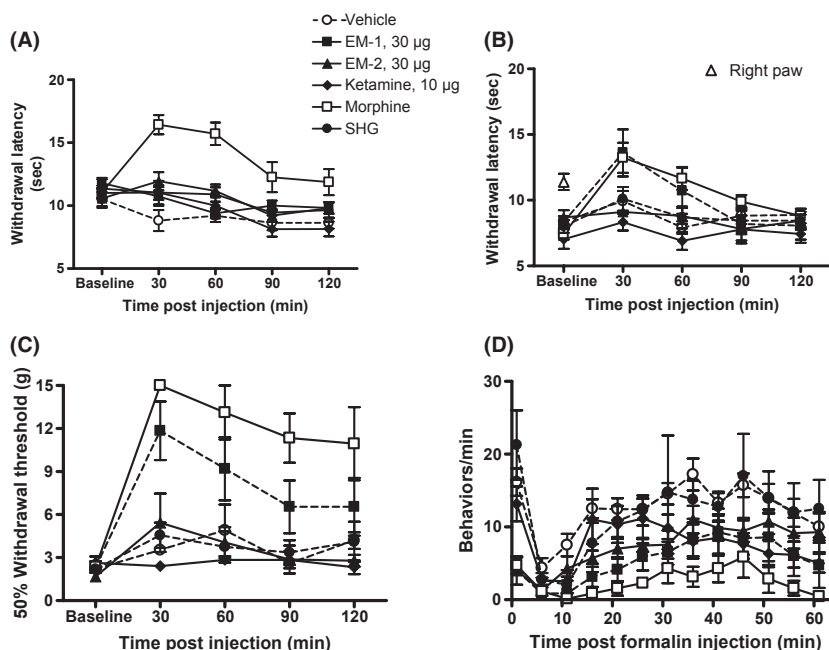 (A)
Vehicle
EM-1, 30 µg
EM-2, 30 µg
Ketamine, 10 µg
Morphine
SHG
Withdrawal latency
(sec)
20
15
10
5
Baseline 30 60 90 120
Time post injection (min)
(B)
Right paw
Withdrawal latency (sec)
20
15
10
5
Baseline 30 60 90 120
Time post injection (min)
(C)
50% Withdrawal threshold (g)
15
12
9
6
3
0
Baseline 30 60 90 120
Time post injection (min)
(D)
Behaviors/min
30
20
10
0
0 10 20 30 40 50 60
Time post formalin injection (min)